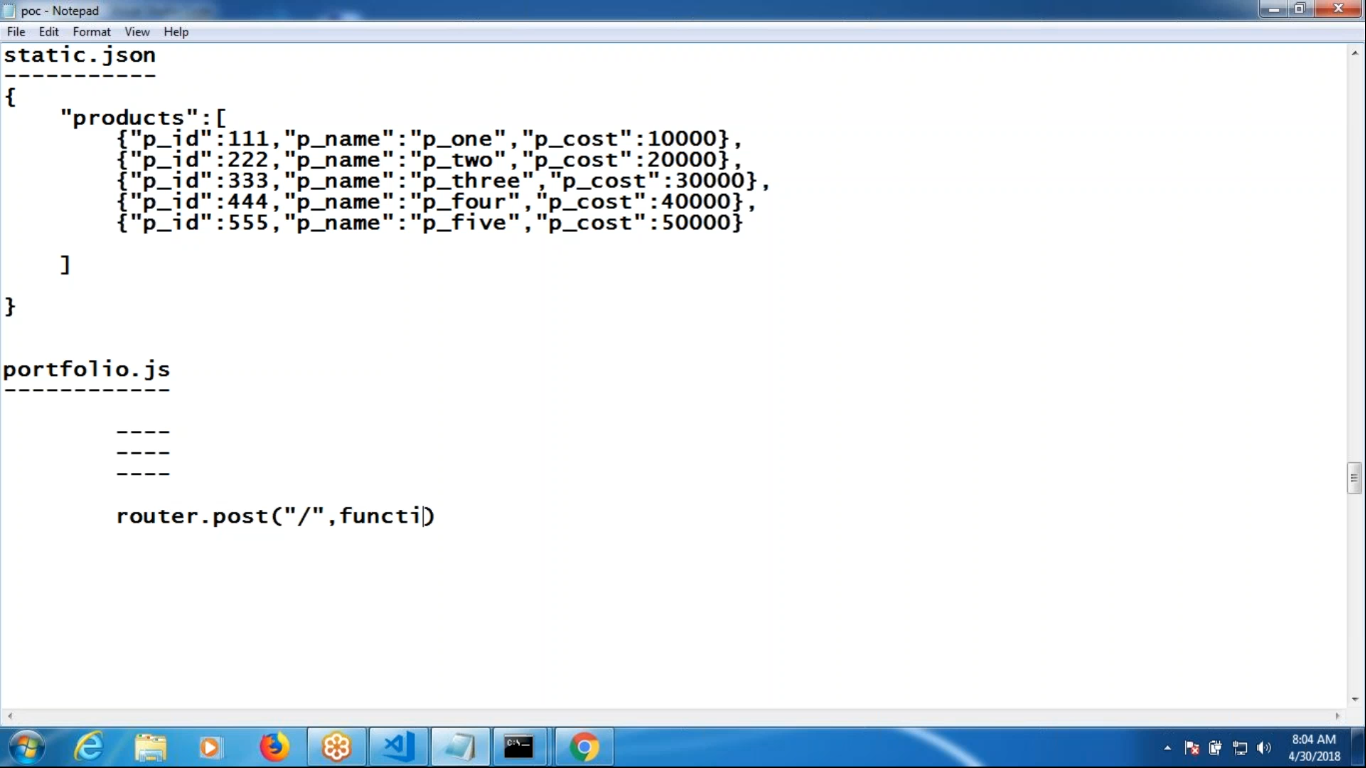 poc - Notepad
File Edit Format View Help
static.json
-----------
{
"products":[
{"p_id":111,"p_name":"p_one","p_cost":10000},
{"p_id":222,"p_name":"p_two","p_cost":20000},
{"p_id":333,"p_name":"p_three","p_cost":30000},
{"p_id":444,"p_name":"p_four","p_cost":40000},
{"p_id":555,"p_name":"p_five","p_cost":50000}
]
}
portfolio.js
------------
----
----
----
router.post("/",functi)
8:04 AM
4/30/2018